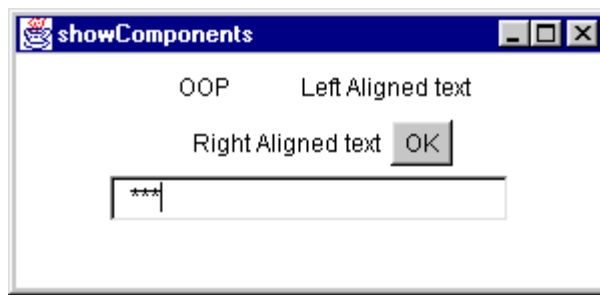 showComponents
OOP Left Aligned text
Right Aligned text OK
***